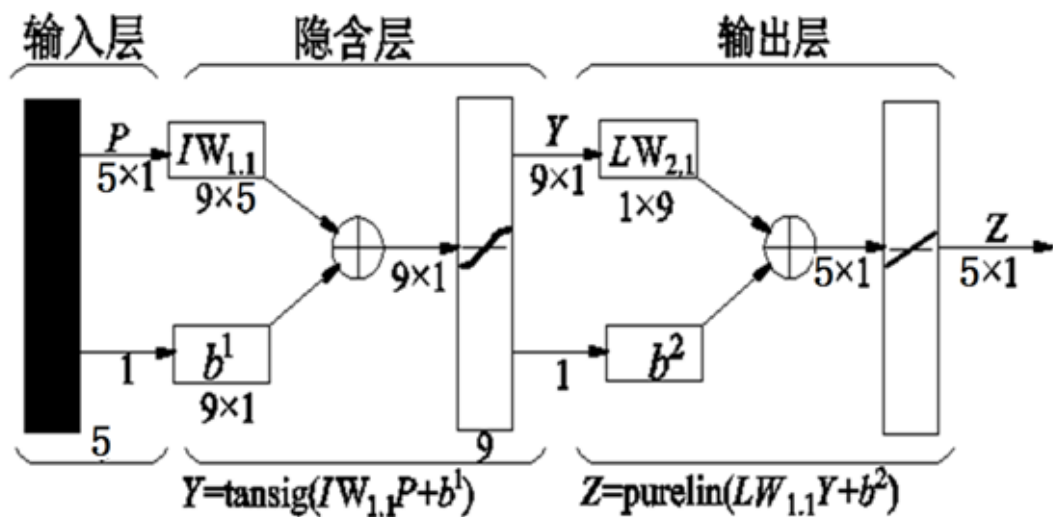 输入层 隐含层 输出层
P Y
IW1,1 LW2,1
5×1 9×1
9×5 1×9
Z
9×1 5×1 5×1
b¹ b²
1 1
9×1
5 9
Y=tansig(IW1,1P+b¹) Z=purelin(LW1,1Y+b²)